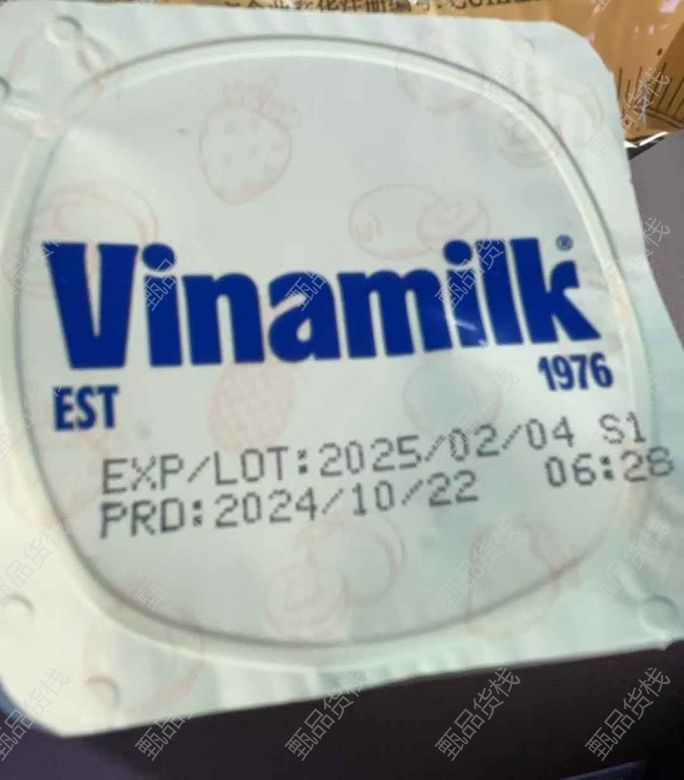 Vinamilk®
EST 1976
EXP/LOT:2025/02/04 S1
PRD:2024/10/22 06:28
甄品货栈